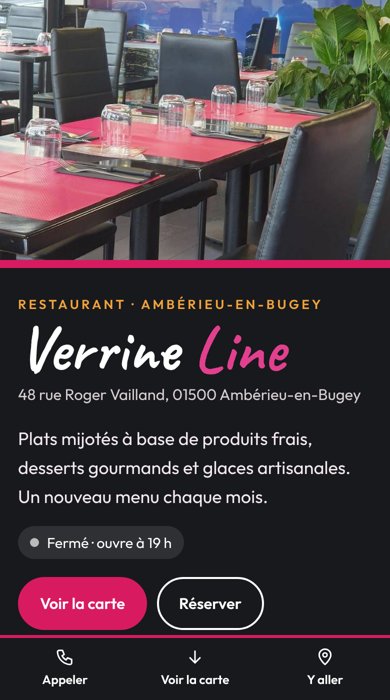 RESTAURANT · AMBÉRIEU-EN-BUGEY
Verrine Line
48 rue Roger Vailland, 01500 Ambérieu-en-Bugey
Plats mijotés à base de produits frais,
desserts gourmands et glaces artisanales.
Un nouveau menu chaque mois.
Fermé · ouvre à 19 h
Voir la carte
Réserver
Appeler
Voir la carte
Y aller